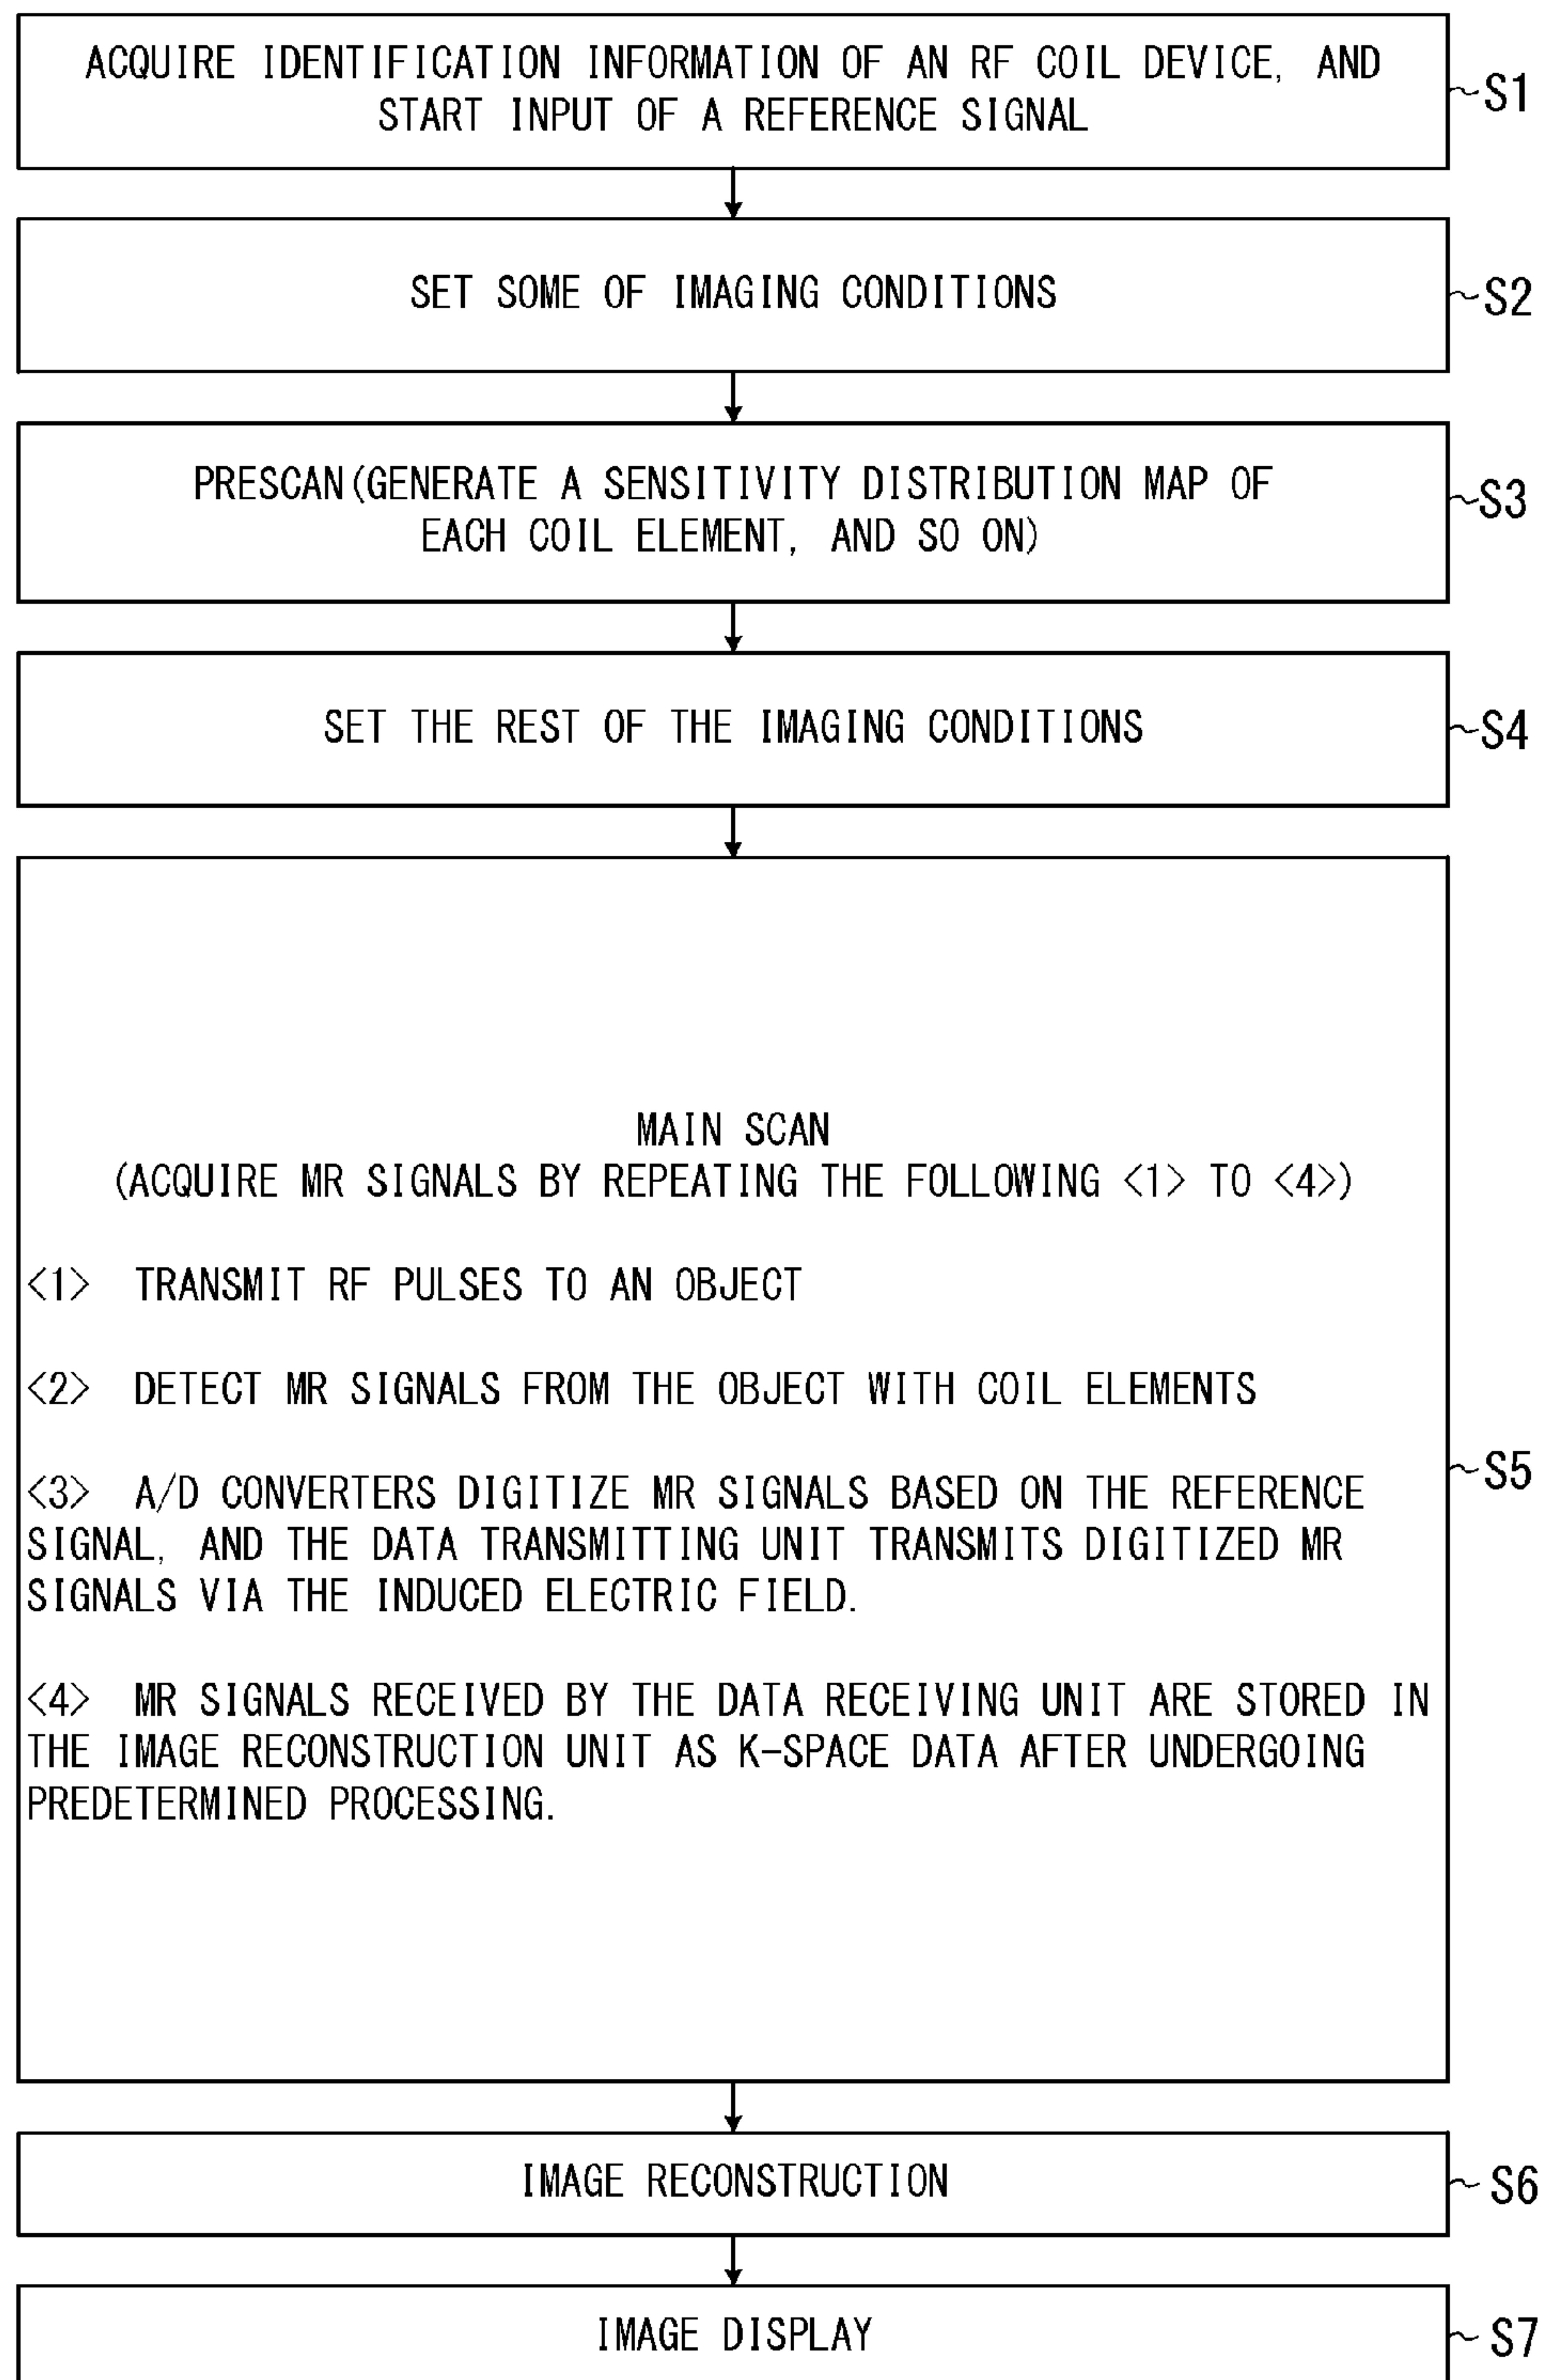 ACQUIRE IDENTIFICATION INFORMATION OF AN RF COIL DEVICE, AND
START INPUT OF A REFERENCE SIGNAL
S1
SET SOME OF IMAGING CONDITIONS
S2
PRESCAN(GENERATE A SENSITIVITY DISTRIBUTION MAP OF
EACH COIL ELEMENT, AND SO ON)
S3
SET THE REST OF THE IMAGING CONDITIONS
S4
MAIN SCAN
(ACQUIRE MR SIGNALS BY REPEATING THE FOLLOWING <1> TO <4>)
<1> TRANSMIT RF PULSES TO AN OBJECT
<2> DETECT MR SIGNALS FROM THE OBJECT WITH COIL ELEMENTS
<3> A/D CONVERTERS DIGITIZE MR SIGNALS BASED ON THE REFERENCE
SIGNAL, AND THE DATA TRANSMITTING UNIT TRANSMITS DIGITIZED MR
SIGNALS VIA THE INDUCED ELECTRIC FIELD.
<4> MR SIGNALS RECEIVED BY THE DATA RECEIVING UNIT ARE STORED IN
THE IMAGE RECONSTRUCTION UNIT AS K-SPACE DATA AFTER UNDERGOING
PREDETERMINED PROCESSING.
S5
IMAGE RECONSTRUCTION
S6
IMAGE DISPLAY
S7